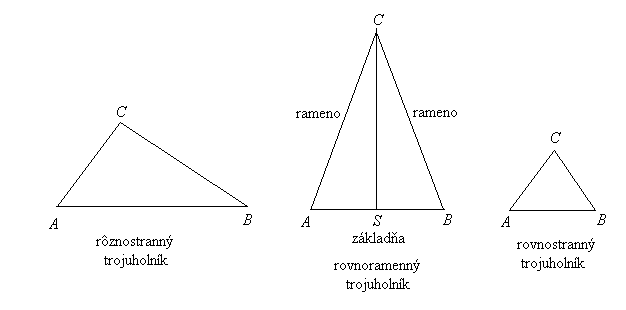 C
A
B
rôznostranný
trojuholník
C
rameno
rameno
A
S
B
základňa
rovnoramenný
trojuholník
C
A
B
rovnostranný
trojuholník